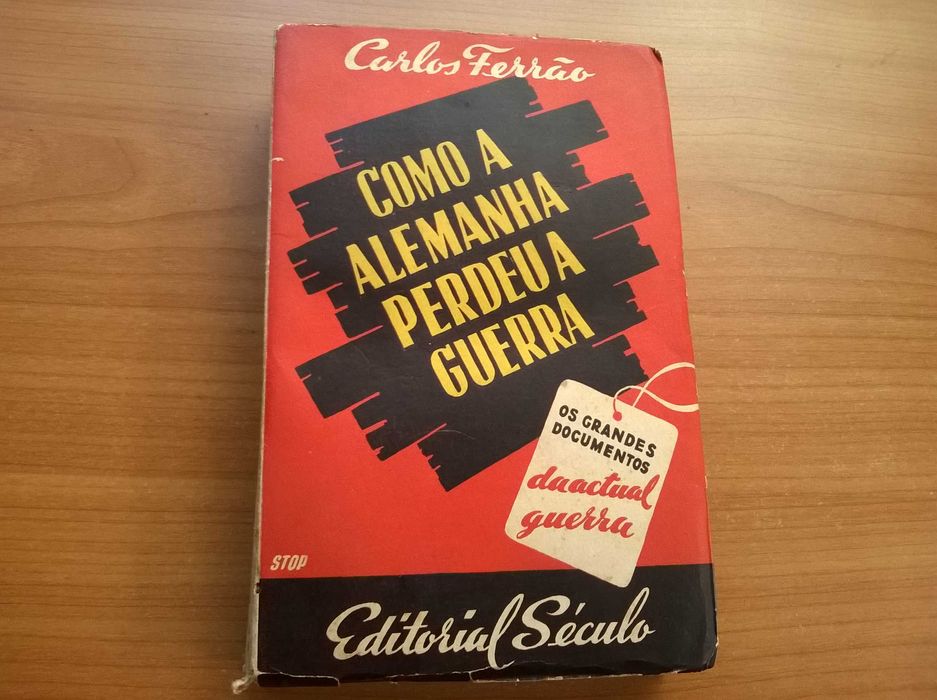 Carlos Ferrão
COMO A
ALEMANHA
PERDEU A
GUERRA
OS GRANDES
DOCUMENTOS
da actual
guerra
STOP
Editorial Século